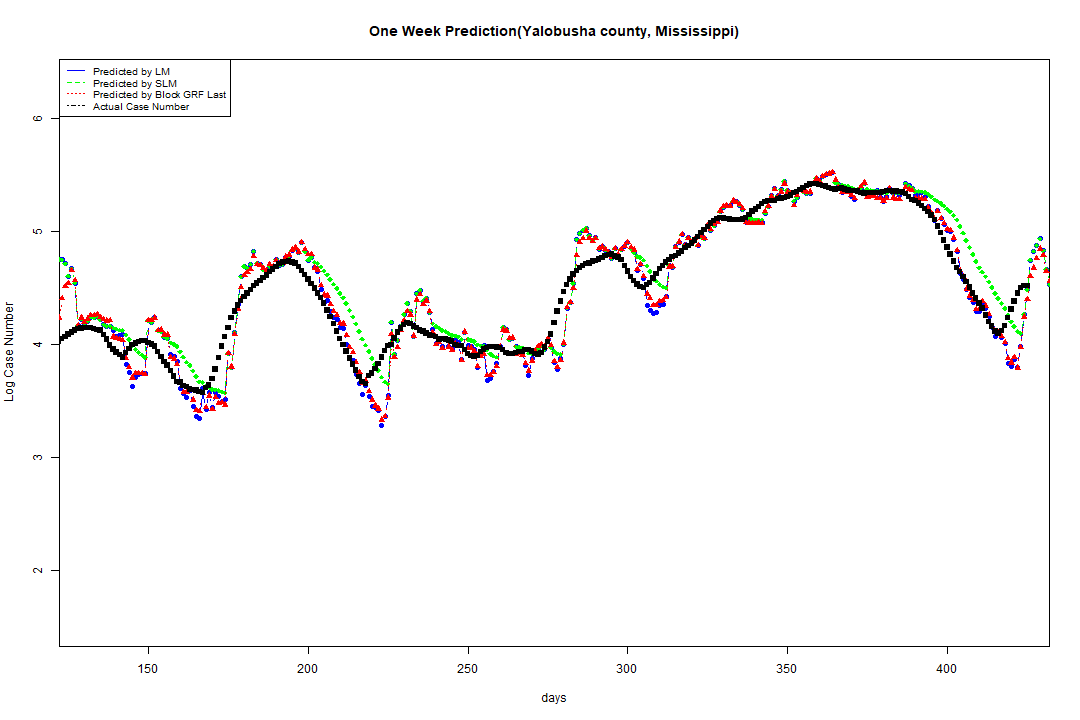 One Week Prediction(Yalobusha county, Mississippi)
Predicted by LM
Predicted by SLM
Predicted by Block GRF Last
Actual Case Number
6
5
4
3
2
Log Case Number
150 200 250 300 350 400
days